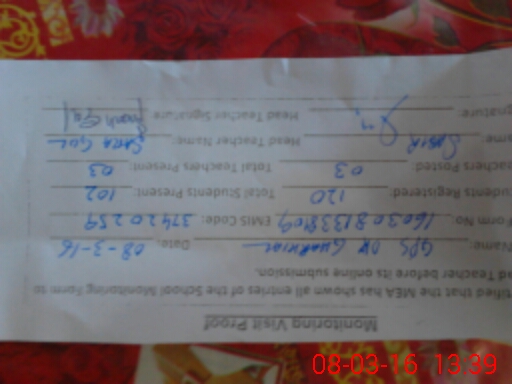 Monitoring Visit Proof
tified that the MEA has shown all entries of the School Monitoring Form to
ad Teacher before its online submission.
Name: GPS Date: 08-3-16
Form No: EMIS Code: 37420259
udents Registered: 120 Total Students Present: 102
eachers Posted: 03 Total Teachers Present: 03
ame: SABIR Head Teacher Name: SAIRA GUL
gnature: Head Teacher Signature
08-03-16 13:39